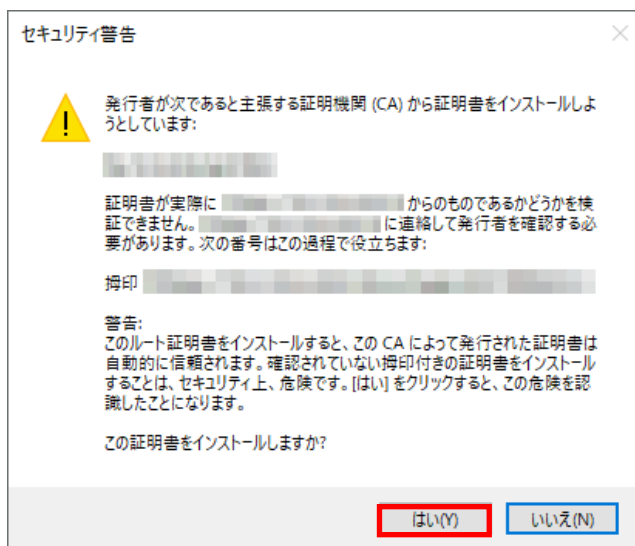 セキュリティ警告
発行者が次であると主張する証明機関 (CA) から証明書をインストールしよ
うとしています:
証明書が実際に からのものであるかどうかを検
証できません。 に連絡して発行者を確認する必
要があります。次の番号はこの過程で役立ちます:
拇印
警告:
このルート証明書をインストールすると、この CA によって発行された証明書は
自動的に信頼されます。確認されていない拇印付きの証明書をインストール
することは、セキュリティ上、危険です。[はい] をクリックすると、この危険を認
識したことになります。
この証明書をインストールしますか?
はい(Y) いいえ(N)